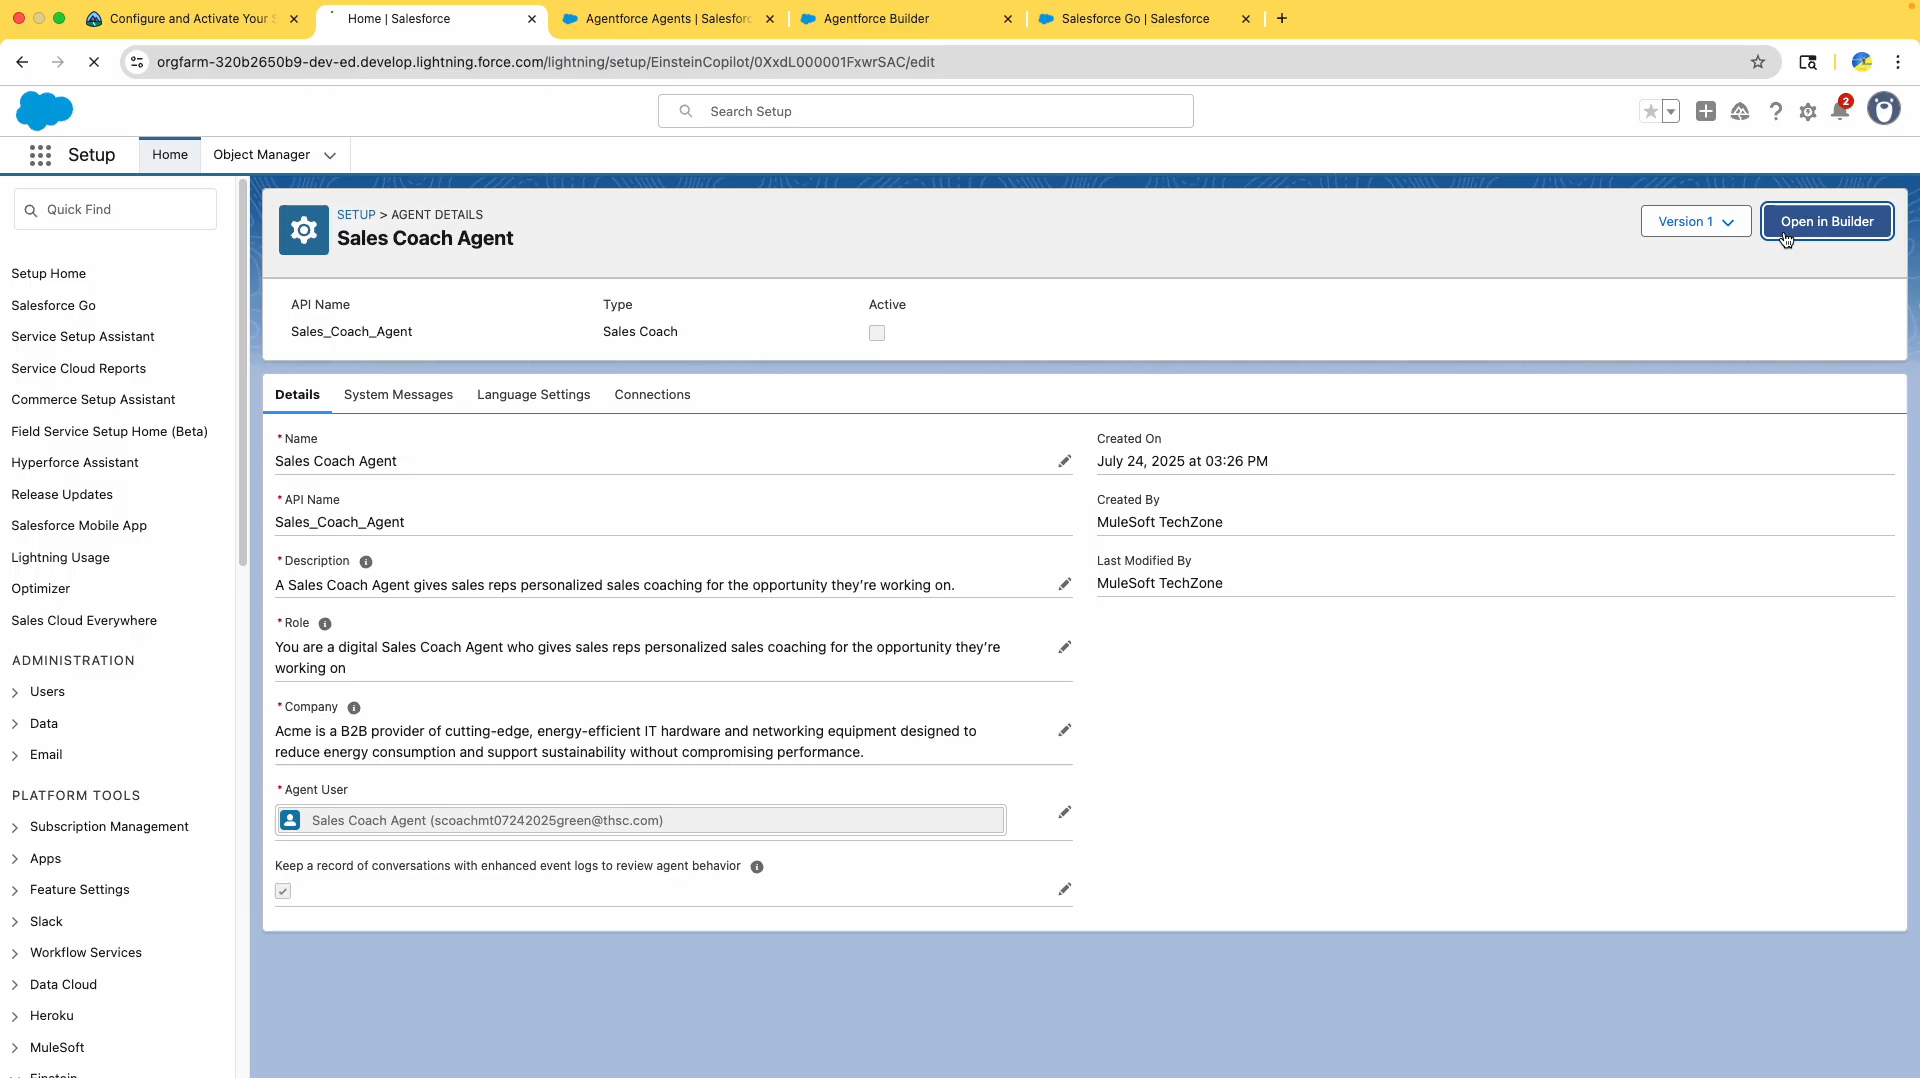 Configure and Activate Your S
Home | Salesforce
Agentforce Agents | Salesforc
Agentforce Builder
Salesforce Go | Salesforce
orgfarm-320b2650b9-dev-ed.develop.lightning.force.com/lightning/setup/EinsteinCopilot/0XxdL000001FxwrSAC/edit
Search Setup
2
Setup
Home
Object Manager
Quick Find
Setup Home
Salesforce Go
Service Setup Assistant
Service Cloud Reports
Commerce Setup Assistant
Field Service Setup Home (Beta)
Hyperforce Assistant
Release Updates
Salesforce Mobile App
Lightning Usage
Optimizer
Sales Cloud Everywhere
ADMINISTRATION
Users
Data
Email
PLATFORM TOOLS
Subscription Management
Apps
Feature Settings
Slack
Workflow Services
Data Cloud
Heroku
MuleSoft
Einstein
SETUP > AGENT DETAILS
Sales Coach Agent
Version 1
Open in Builder
API Name
Sales_Coach_Agent
Type
Sales Coach
Active
Details
System Messages
Language Settings
Connections
* Name
Sales Coach Agent
* API Name
Sales_Coach_Agent
* Description
A Sales Coach Agent gives sales reps personalized sales coaching for the opportunity they're working on.
* Role
You are a digital Sales Coach Agent who gives sales reps personalized sales coaching for the opportunity they're
working on
* Company
Acme is a B2B provider of cutting-edge, energy-efficient IT hardware and networking equipment designed to
reduce energy consumption and support sustainability without compromising performance.
* Agent User
Sales Coach Agent (scoachmt07242025green@thsc.com)
Keep a record of conversations with enhanced event logs to review agent behavior
Created On
July 24, 2025 at 03:26 PM
Created By
MuleSoft TechZone
Last Modified By
MuleSoft TechZone